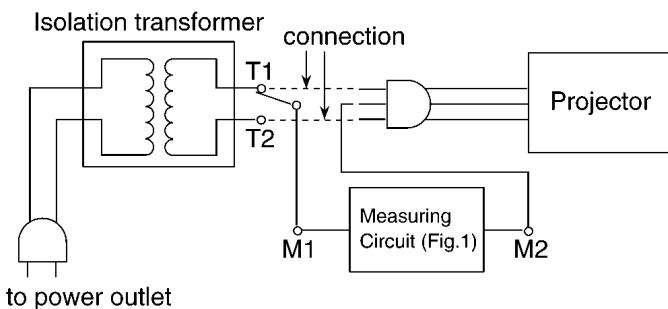 Isolation transformer
connection
T1
T2
Projector
Measuring
Circuit (Fig.1)
M1
M2
to power outlet